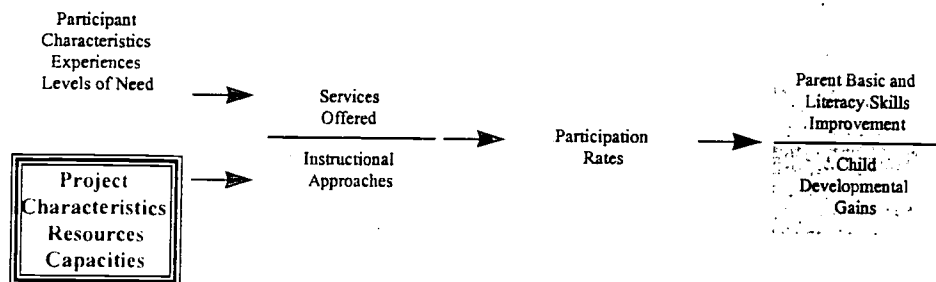 Participant
Characteristics
Experiences
Levels of Need
Project
Characteristics
Resources
Capacities
Services
Offered
Instructional
Approaches
Participation
Rates
Parent Basic and
Literacy Skills
Improvement
Child
Developmental
Gains